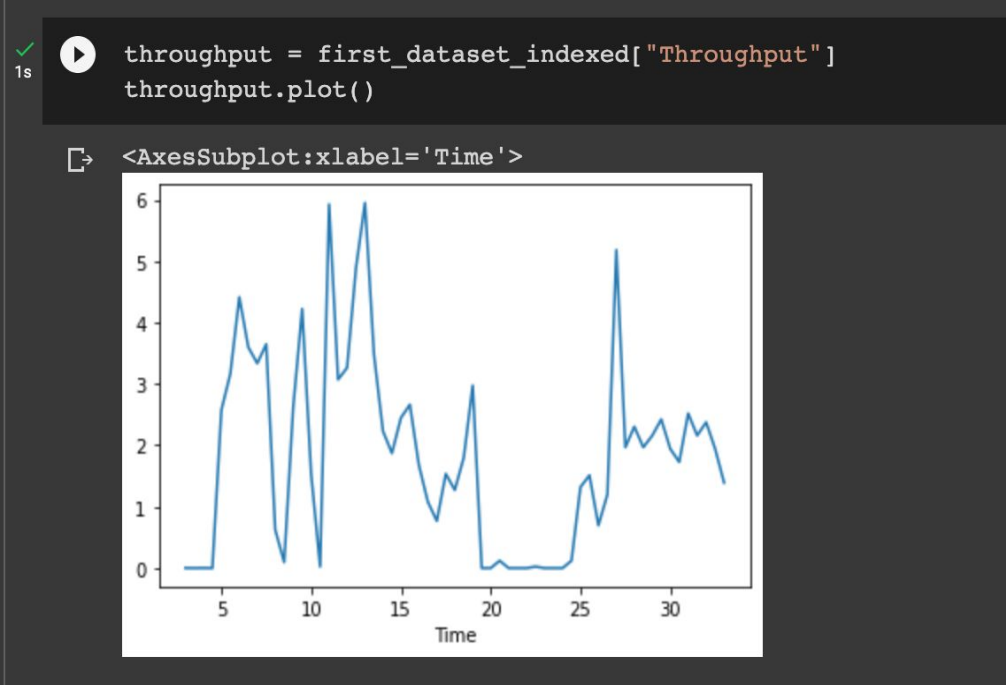 throughput = first_dataset_indexed["Throughput"]
1s
throughput.plot()
<AxesSubplot:xlabel='Time'>
6
5
4
3
2
1
0
5 10 15 20 25 30
Time